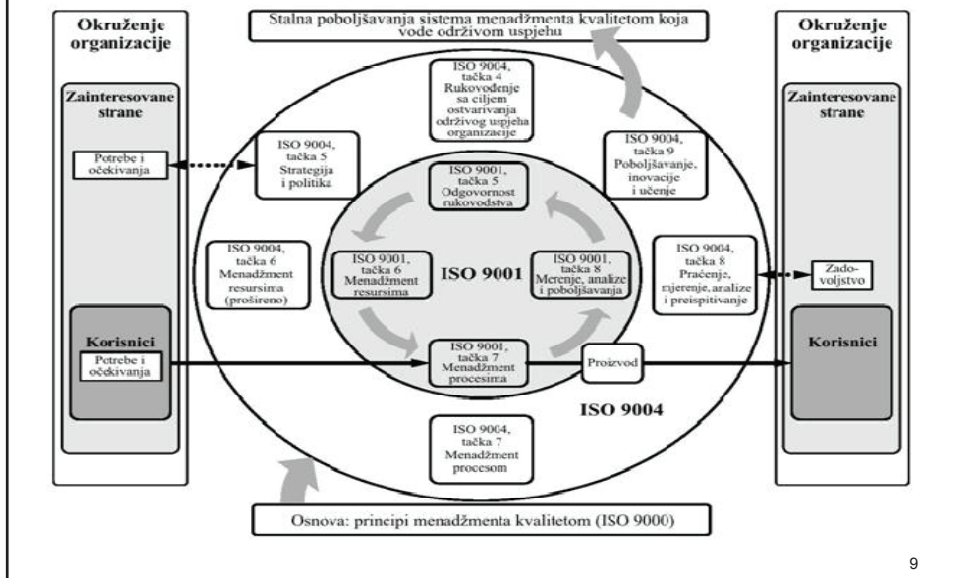 Stalna poboljšavanja sistema menadžmenta kvalitetom koja
vode održivom uspjehu
Okruženje
organizacije
Zainteresovane
strane
Potrebe i
očekivanja
Korisnici
Potrebe i
očekivanja
ISO 9004,
tačka 4
Rukovođenje
sa ciljem
ostvarivanja
održivog uspjeha
organizacije
ISO 9004,
tačka 5
Strategija
i politika
ISO 9004,
tačka 9
Poboljšavanje,
inovacije
i učenje
ISO 9001,
tačka 5
Odgovornost
rukovodstva
ISO 9004,
tačka 6
Menadžment
resursima
(prošireno)
ISO 9001,
tačka 6
Menadžment
resursima
ISO 9001
ISO 9001,
tačka 8
Merenje, analize
i poboljšavanja
ISO 9004,
tačka 8
Praćenje,
mjerenje, analize
i preispitivanje
ISO 9001,
tačka 7
Menadžment
procesima
Proizvod
ISO 9004
ISO 9004,
tačka 7
Menadžment
procesom
Okruženje
organizacije
Zainteresovane
strane
Zado-
voljstvo
Korisnici
Osnova: principi menadžmenta kvalitetom (ISO 9000)
9